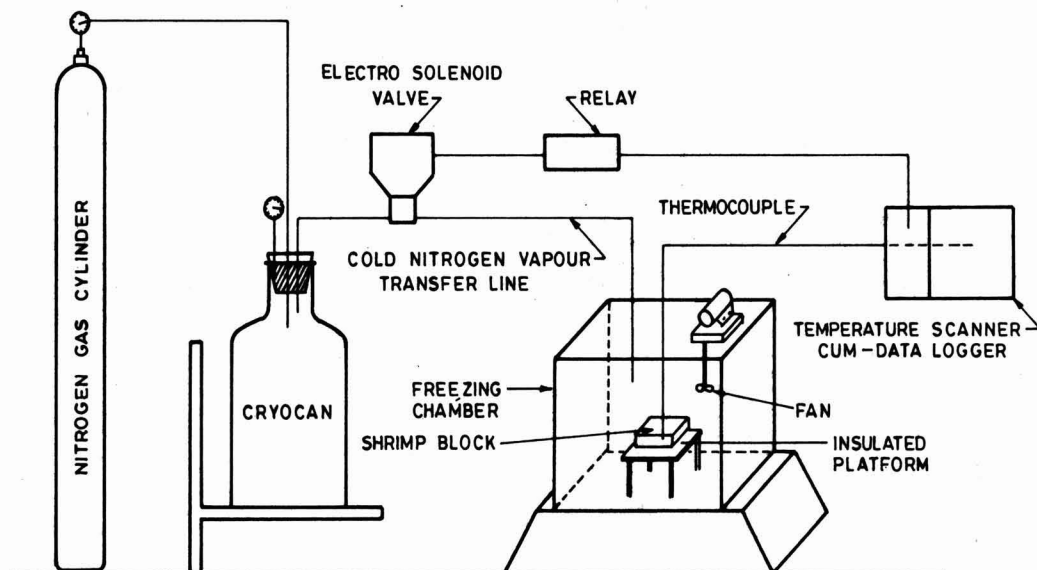 ELECTRO SOLENOID
VALVE
RELAY
NITROGEN GAS CYLINDER
THERMOCOUPLE
COLD NITROGEN VAPOUR
TRANSFER LINE
TEMPERATURE SCANNER
CUM-DATA LOGGER
CRYOCAN
FREEZING
CHAMBER
FAN
SHRIMP BLOCK
INSULATED
PLATFORM